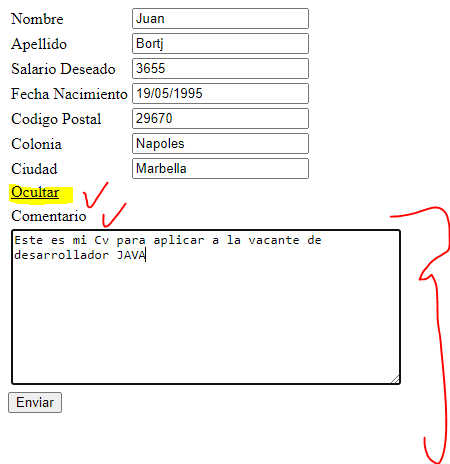 Nombre Juan
Apellido Bortj
Salario Deseado 3655
Fecha Nacimiento 19/05/1995
Codigo Postal 29670
Colonia Napoles
Ciudad Marbella
Ocultar
Comentario
Este es mi Cv para aplicar a la vacante de
desarrollador JAVA
Enviar